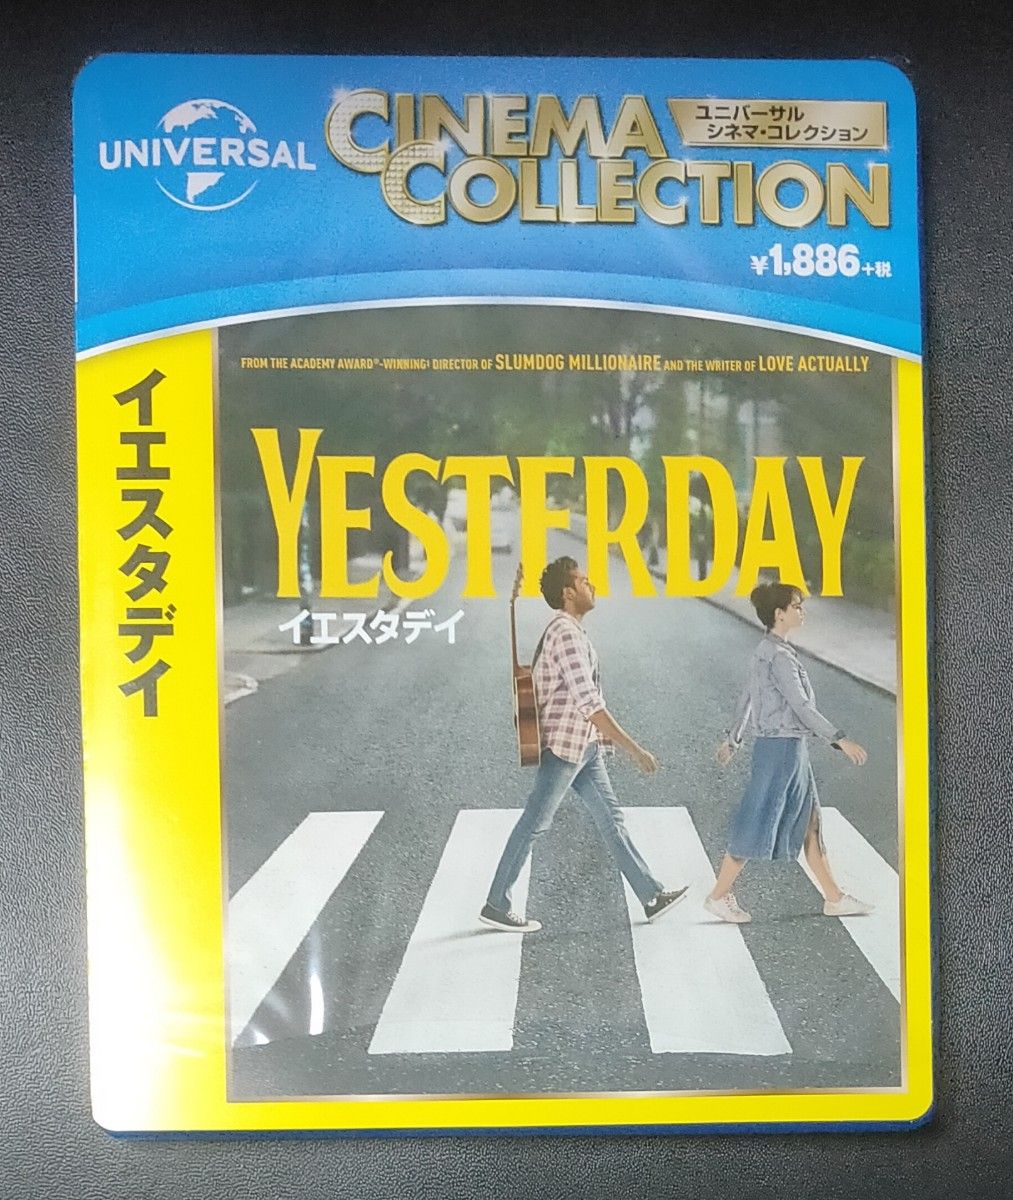 UNIVERSAL
CINEMA
COLLECTION
ユニバーサル
シネマ・コレクション
¥1,886+税
イエスタデイ
FROM THE ACADEMY AWARD®-WINNING! DIRECTOR OF SLUMDOG MILLIONAIRE AND THE WRITER OF LOVE ACTUALLY
YESTERDAY
イエスタデイ